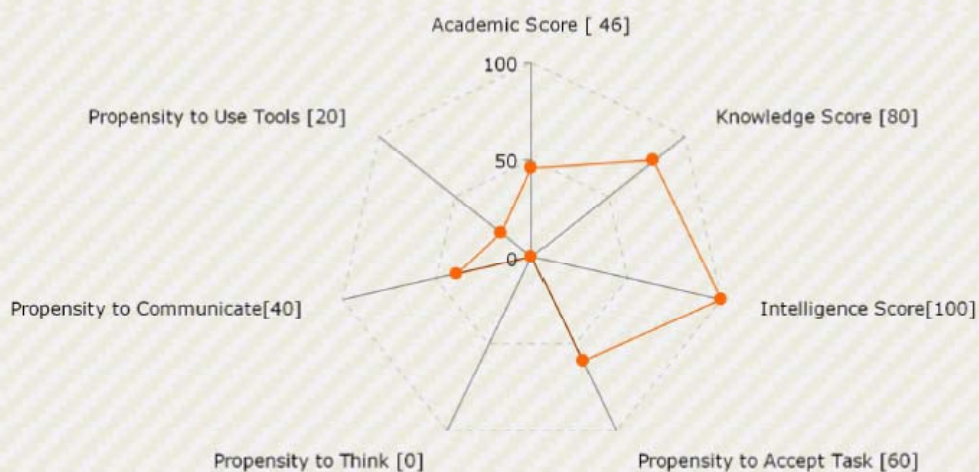 Academic Score [ 46]
100
Propensity to Use Tools [20]
Knowledge Score [80]
50
0
Propensity to Communicate[40]
Intelligence Score[100]
Propensity to Think [0]
Propensity to Accept Task [60]